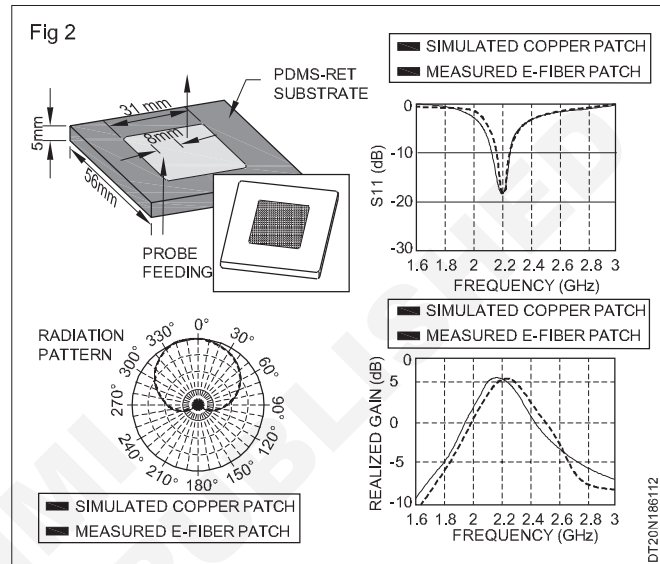 Fig 2
31 mm
8mm
5mm
56mm
PDMS-RET
SUBSTRATE
PROBE
FEEDING
SIMULATED COPPER PATCH
MEASURED E-FIBER PATCH
S11 (dB)
0
-10
-20
-30
1.6 1.8 2 2.2 2.4 2.6 2.8 3
FREQUENCY (GHz)
RADIATION
PATTERN
0°
30°
60°
90°
120°
150°
180°
210°
240°
270°
300°
330°
SIMULATED COPPER PATCH
MEASURED E-FIBER PATCH
SIMULATED COPPER PATCH
MEASURED E-FIBER PATCH
REALIZED GAIN (dB)
0
5
0
-5
-10
1.6 1.8 2 2.2 2.4 2.6 2.8 3
FREQUENCY (GHz)
DT20N186112